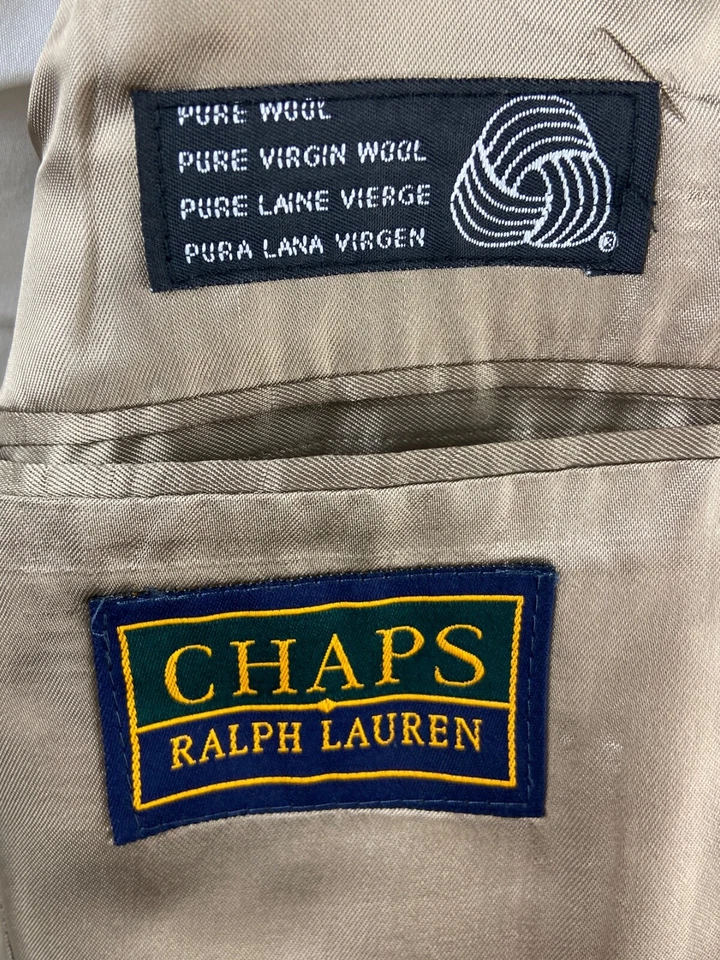 PURE WOOL
PURE VIRGIN WOOL
PURE LAINE VIERGE
PURA LANA VIRGEN
®
CHAPS
RALPH LAUREN